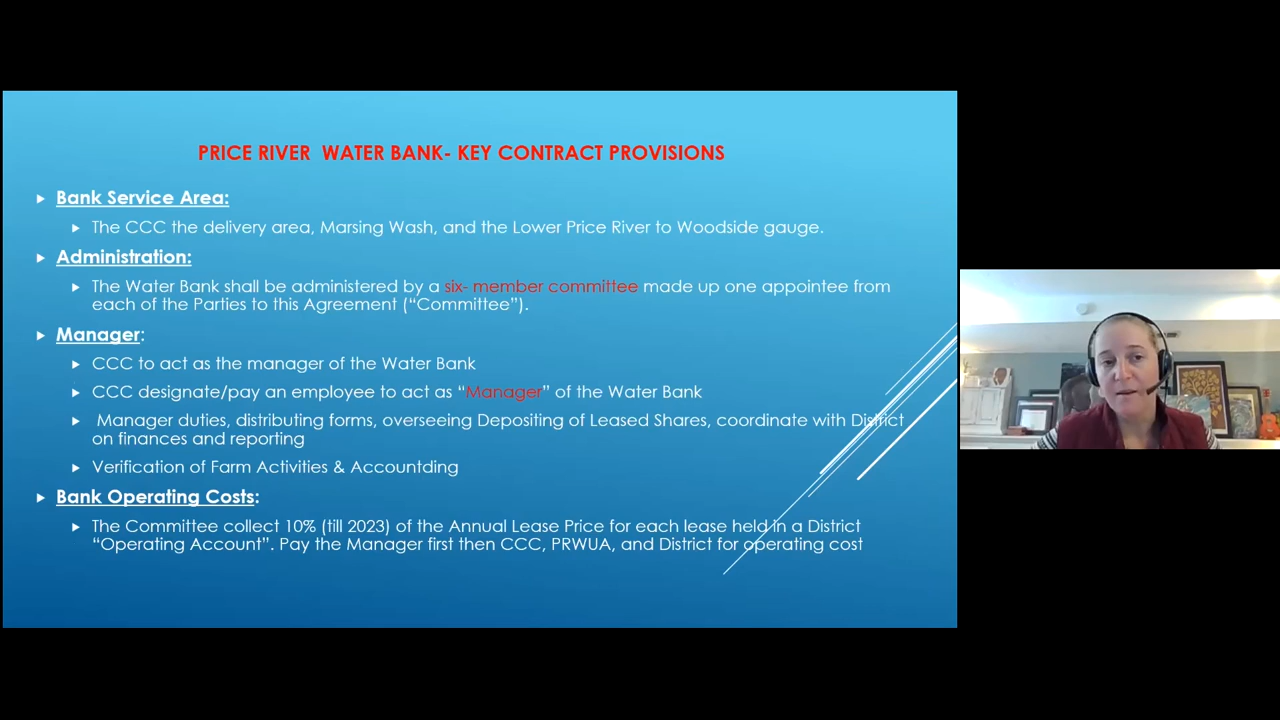 PRICE RIVER  WATER BANK- KEY CONTRACT PROVISIONS
Bank Service Area:
The CCC the delivery area, Marsing Wash, and the Lower Price River to Woodside gauge.
Administration:
The Water Bank shall be administered by a six- member committee made up one appointee from
each of the Parties to this Agreement (“Committee”).
Manager:
CCC to act as the manager of the Water Bank
CCC designate/pay an employee to act as “Manager” of the Water Bank
Manager duties, distributing forms, overseeing Depositing of Leased Shares, coordinate with District
on finances and reporting
Verification of Farm Activities & Accountding
Bank Operating Costs:
The Committee collect 10% (till 2023) of the Annual Lease Price for each lease held in a District
“Operating Account”. Pay the Manager first then CCC, PRWUA, and District for operating cost